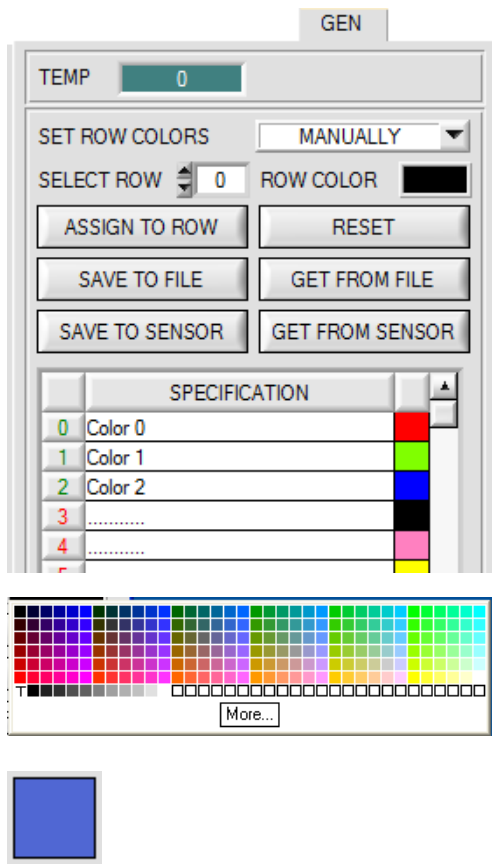 GEN
TEMP 0
SET ROW COLORS MANUALLY
SELECT ROW 0 ROW COLOR
ASSIGN TO ROW RESET
SAVE TO FILE GET FROM FILE
SAVE TO SENSOR GET FROM SENSOR
SPECIFICATION
0 Color 0
1 Color 1
2 Color 2
3 ...........
4 ...........
5
T
More...